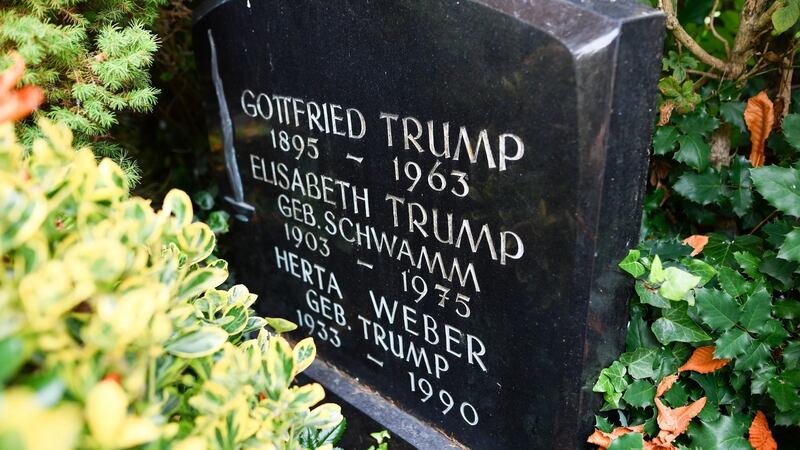 GOTTFRIED TRUMP
1895 – 1963
ELISABETH TRUMP
GEB. SCHWAMM
1903 – 1975
HERTA WEBER
GEB. TRUMP
1933 – 1990